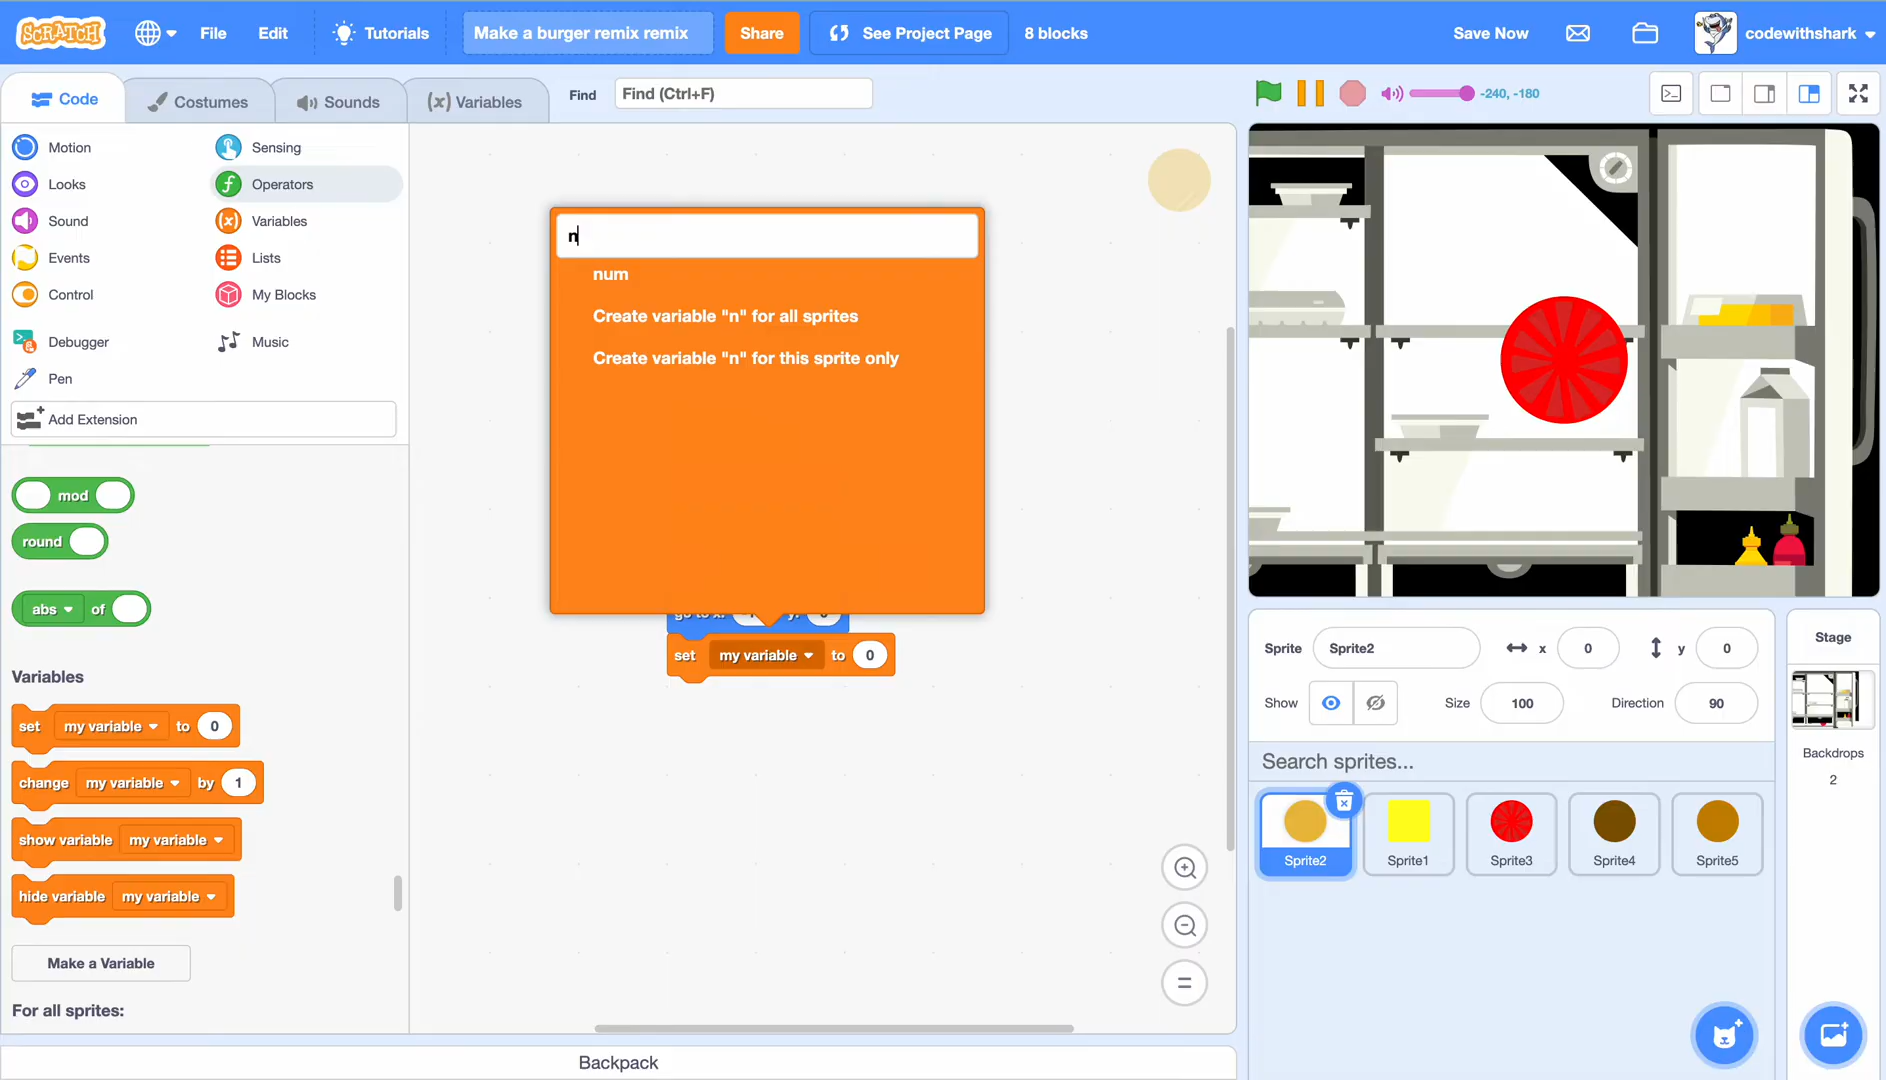 SCRATCH
File
Edit
Tutorials
Make a burger remix remix
Share
See Project Page
8 blocks
Save Now
codewithshark
Code
Costumes
Sounds
(x) Variables
Find
Find (Ctrl+F)
-240, -180
Motion
Sensing
Looks
Operators
Sound
Variables
Events
Lists
Control
My Blocks
Debugger
Music
Pen
Add Extension
mod
round
abs of
Variables
set my variable to 0
change my variable by 1
show variable my variable
hide variable my variable
Make a Variable
For all sprites:
n
num
Create variable "n" for all sprites
Create variable "n" for this sprite only
set my variable to 0
Backpack
Sprite
Sprite2
x 0
y 0
Show
Size 100
Direction 90
Search sprites...
Sprite2
Sprite1
Sprite3
Sprite4
Sprite5
Stage
Backdrops
2